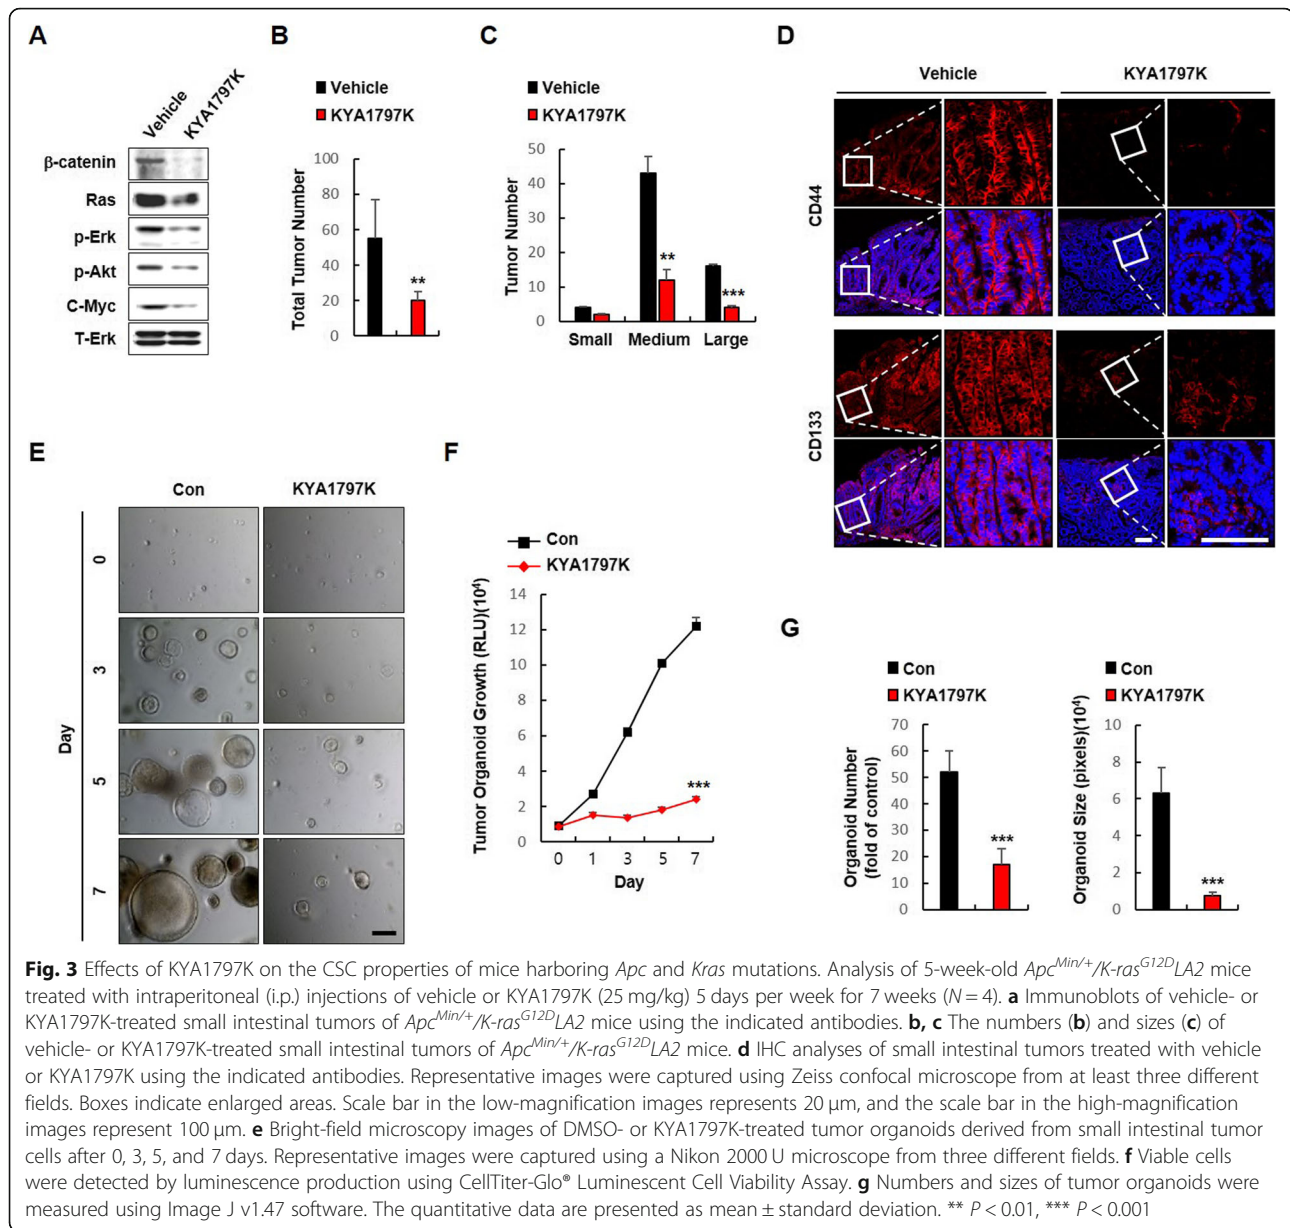 A
Vehicle
KYA1797K
β-catenin
Ras
p-Erk
p-Akt
C-Myc
T-Erk
B
Vehicle
KYA1797K
Total Tumor Number
100
80
60
40
20
0
**
C
Vehicle
KYA1797K
Tumor Number
50
40
30
20
10
0
**
***
Small Medium Large
D
Vehicle KYA1797K
CD44
CD133
E
Con KYA1797K
Day
0
3
5
7
F
Con
KYA1797K
Tumor Organoid Growth (RLU)(10⁴)
14
12
10
8
6
4
2
0
***
0 1 3 5 7
Day
G
Con
KYA1797K
Organoid Number
(fold of control)
70
60
50
40
30
20
10
0
***
Con
KYA1797K
Organoid Size (pixels)(10⁴)
10
8
6
4
2
0
***
Fig. 3 Effects of KYA1797K on the CSC properties of mice harboring Apc and Kras mutations. Analysis of 5-week-old Apc^Min/+/K-ras^G12D LA2 mice
treated with intraperitoneal (i.p.) injections of vehicle or KYA1797K (25 mg/kg) 5 days per week for 7 weeks (N = 4). a Immunoblots of vehicle- or
KYA1797K-treated small intestinal tumors of Apc^Min/+/K-ras^G12D LA2 mice using the indicated antibodies. b, c The numbers (b) and sizes (c) of
vehicle- or KYA1797K-treated small intestinal tumors of Apc^Min/+/K-ras^G12D LA2 mice. d IHC analyses of small intestinal tumors treated with vehicle
or KYA1797K using the indicated antibodies. Representative images were captured using Zeiss confocal microscope from at least three different
fields. Boxes indicate enlarged areas. Scale bar in the low-magnification images represents 20 μm, and the scale bar in the high-magnification
images represent 100 μm. e Bright-field microscopy images of DMSO- or KYA1797K-treated tumor organoids derived from small intestinal tumor
cells after 0, 3, 5, and 7 days. Representative images were captured using a Nikon 2000 U microscope from three different fields. f Viable cells
were detected by luminescence production using CellTiter-Glo® Luminescent Cell Viability Assay. g Numbers and sizes of tumor organoids were
measured using Image J v1.47 software. The quantitative data are presented as mean ± standard deviation. ** P < 0.01, *** P < 0.001